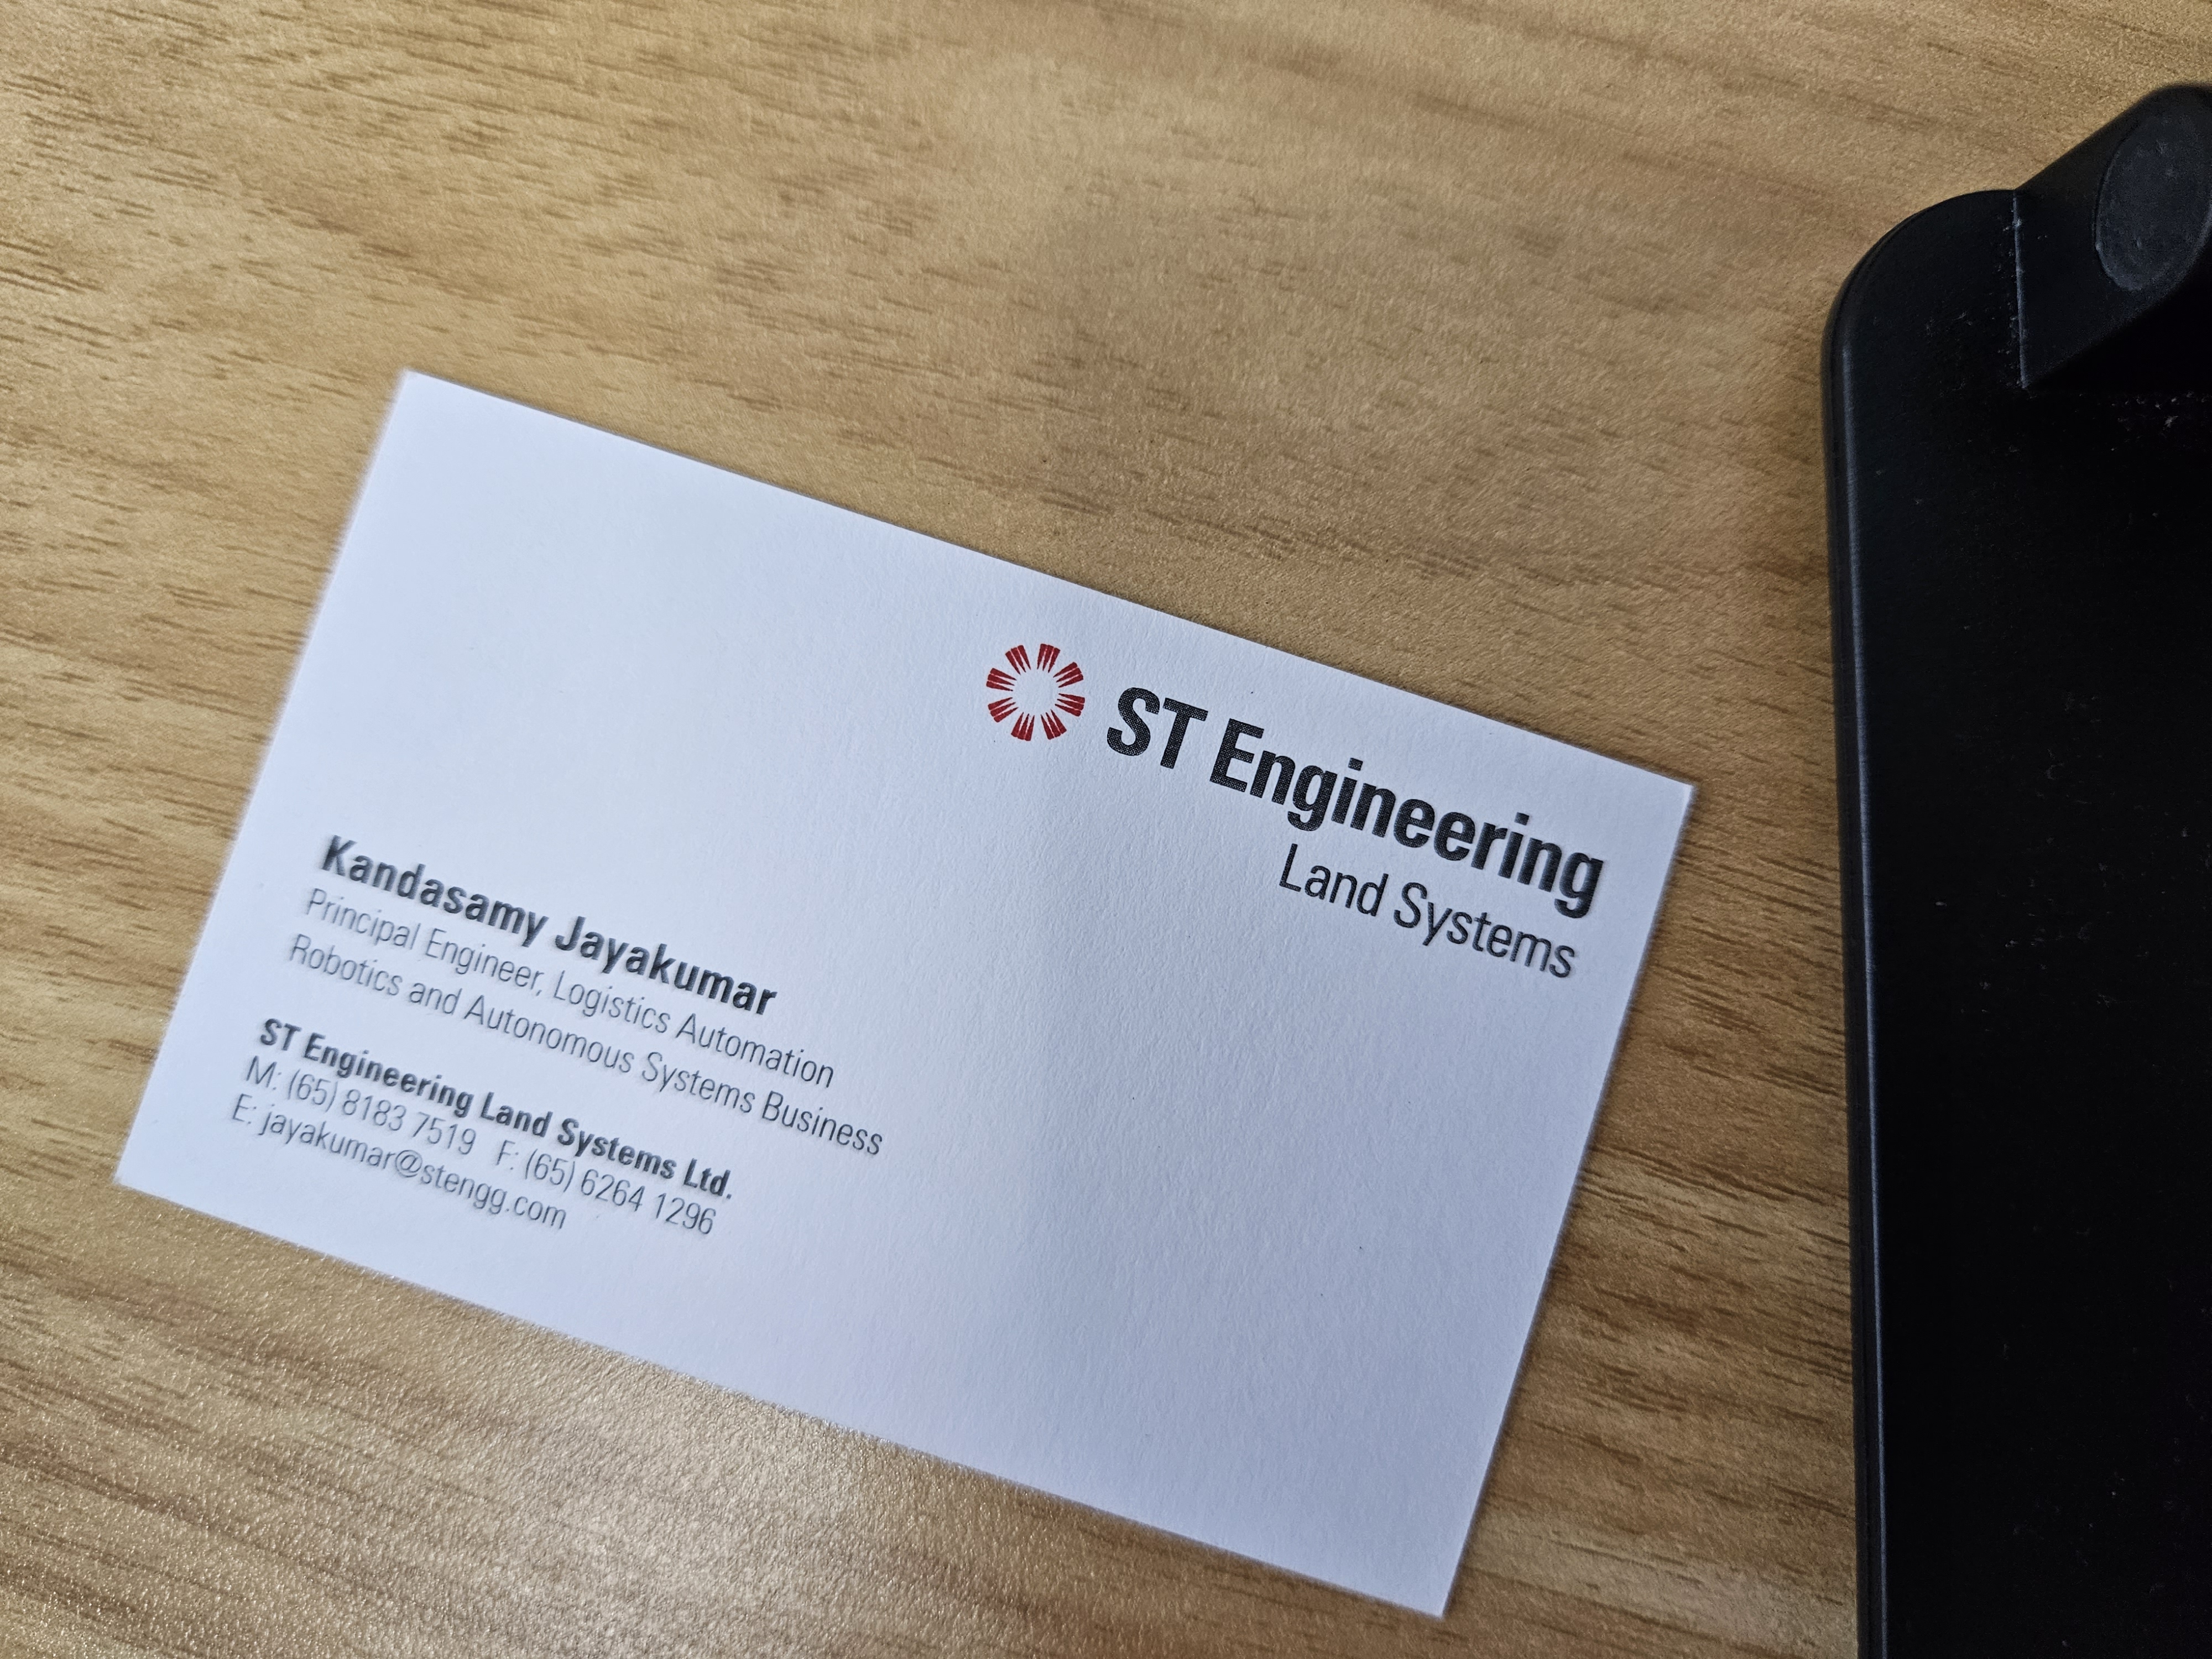 ST Engineering
Land Systems
Kandasamy Jayakumar
Principal Engineer, Logistics Automation
Robotics and Autonomous Systems Business
ST Engineering Land Systems Ltd.
M: (65) 8183 7519 F: (65) 6264 1296
E: jayakumar@stengg.com